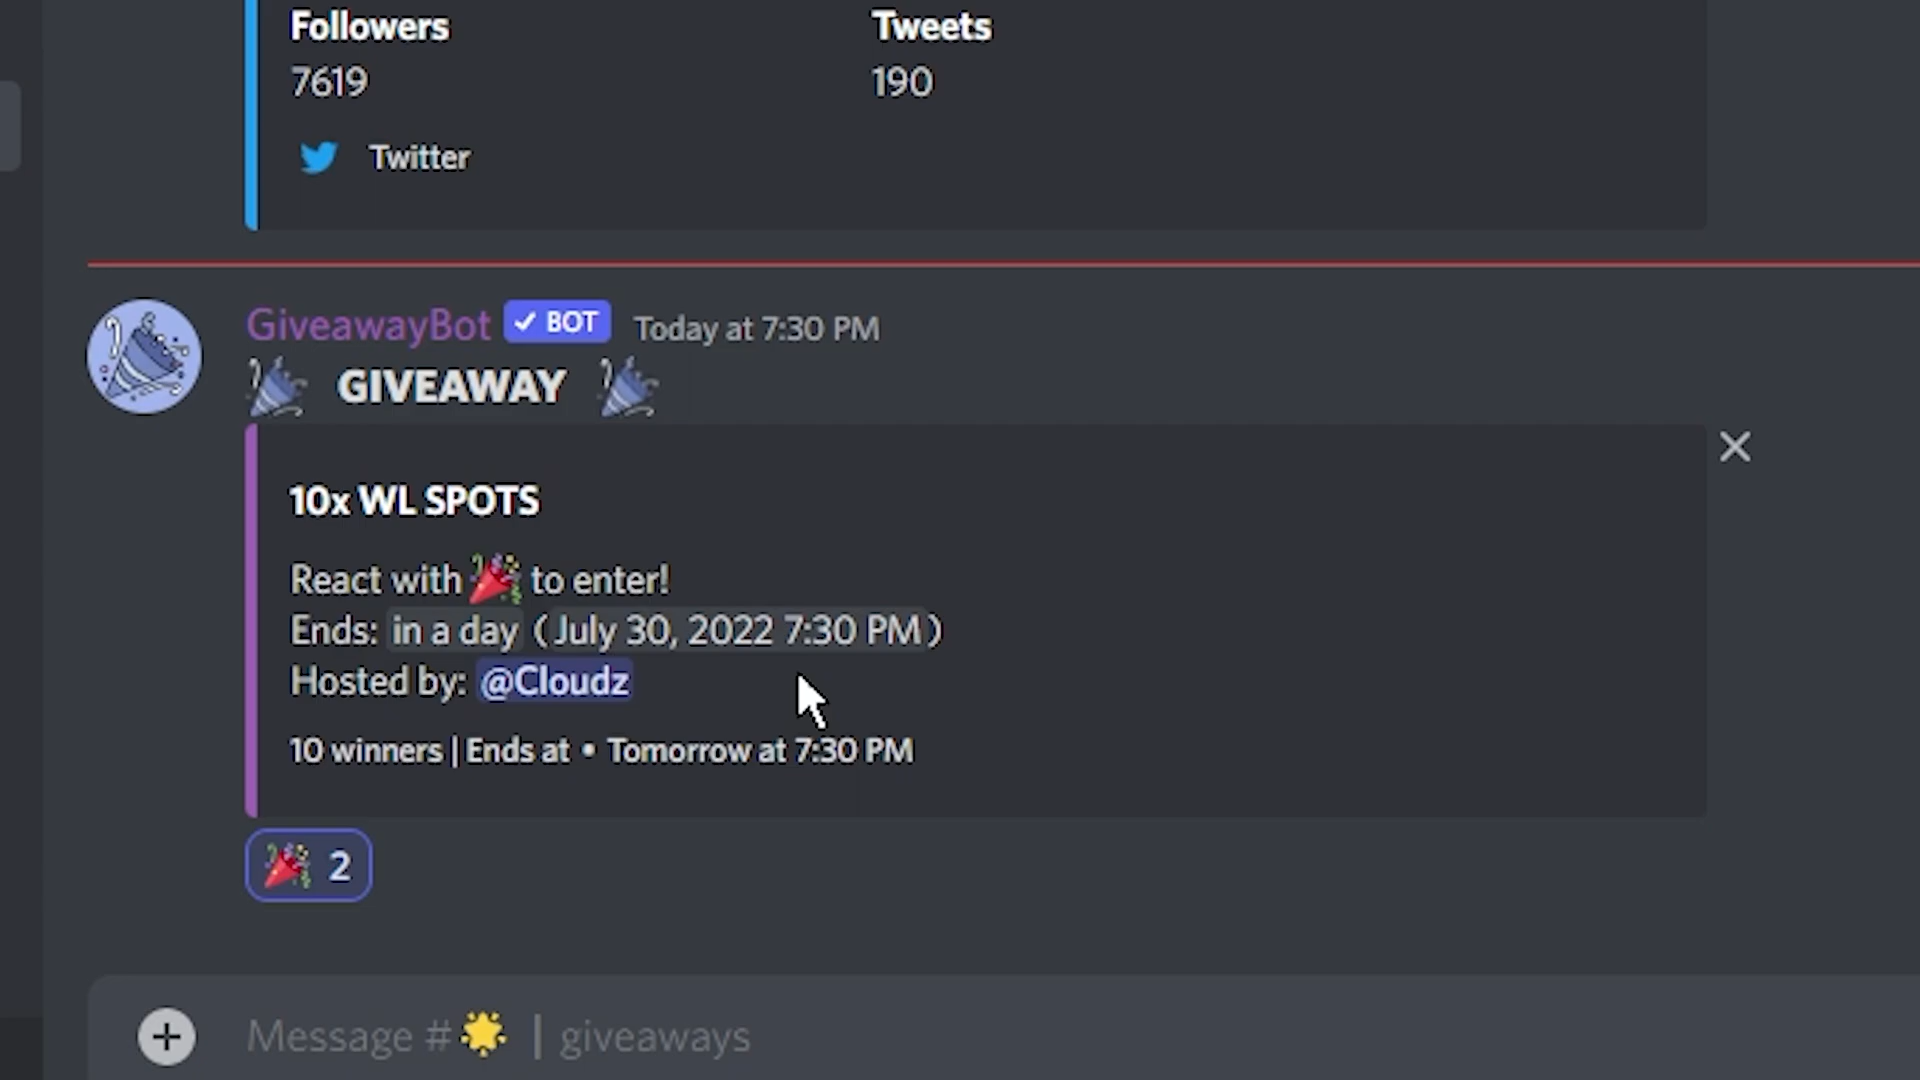 Followers Tweets
7619 190
Twitter
GiveawayBot ✓ BOT Today at 7:30 PM
🎉 GIVEAWAY 🎉
10x WL SPOTS
React with 🎉 to enter!
Ends: in a day (July 30, 2022 7:30 PM)
Hosted by: @Cloudz
10 winners | Ends at • Tomorrow at 7:30 PM
🎉 2
Message #🌟 | giveaways